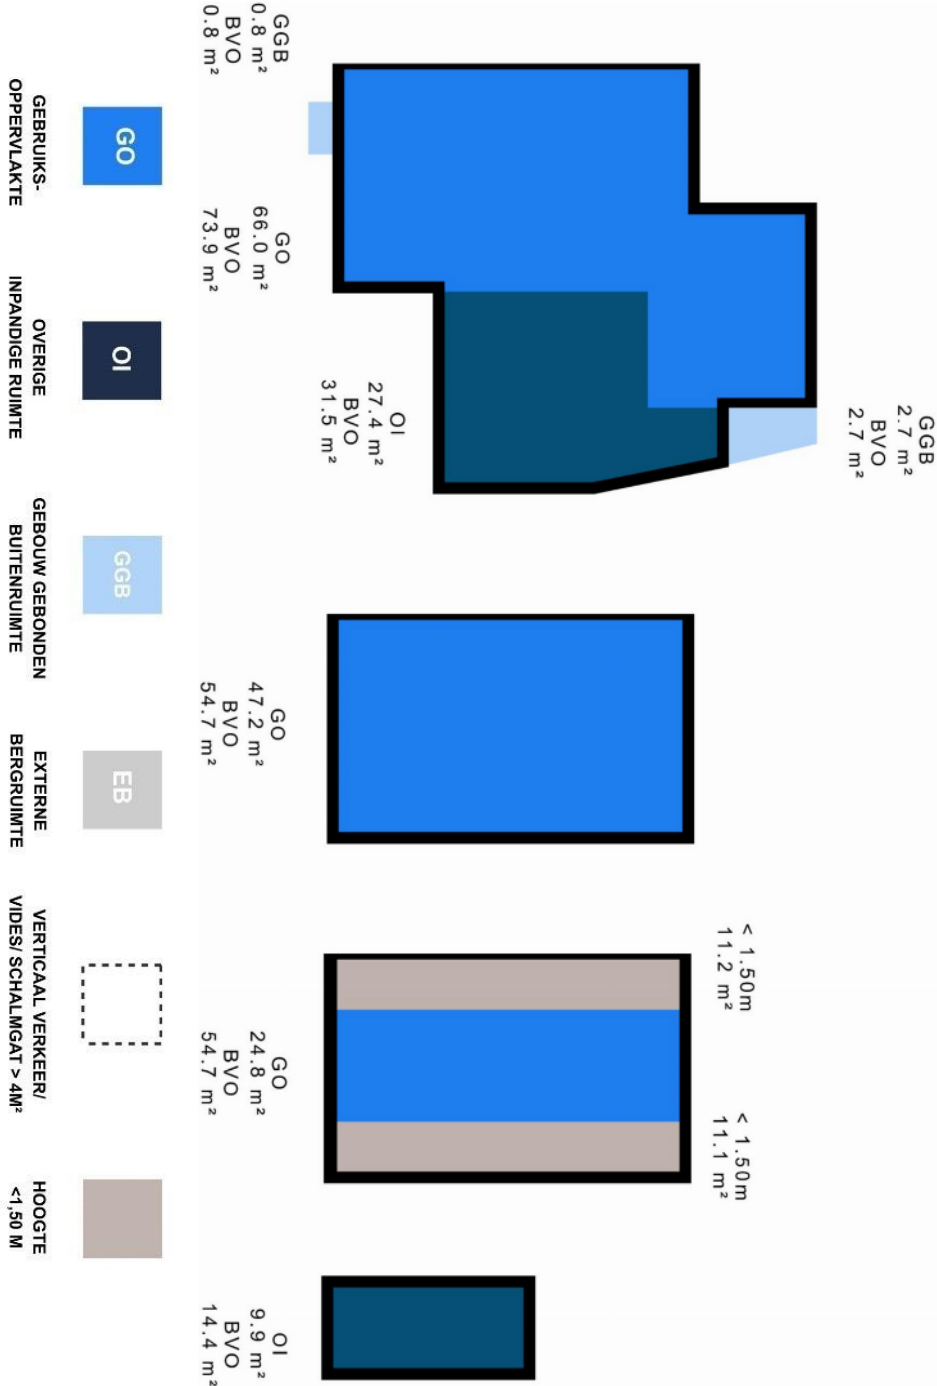 GGB
0.8 m²
BVO
0.8 m²
GO
66.0 m²
BVO
73.9 m²
OI
27.4 m²
BVO
31.5 m²
GGB
2.7 m²
BVO
2.7 m²
GO
47.2 m²
BVO
54.7 m²
< 1.50m
11.2 m²
< 1.50m
11.1 m²
GO
24.8 m²
BVO
54.7 m²
OI
9.9 m²
BVO
14.4 m²
GO
GEBRUIKS-
OPPERVLAKTE
OI
OVERIGE
INPANDIGE RUIMTE
GGB
GEBOUW GEBONDEN
BUITENRUIMTE
EB
EXTERNE
BERGRUIMTE
VERTICAAL VERKEER/
VIDES/ SCHALMGAT > 4M²
HOOGTE
<1,50 M